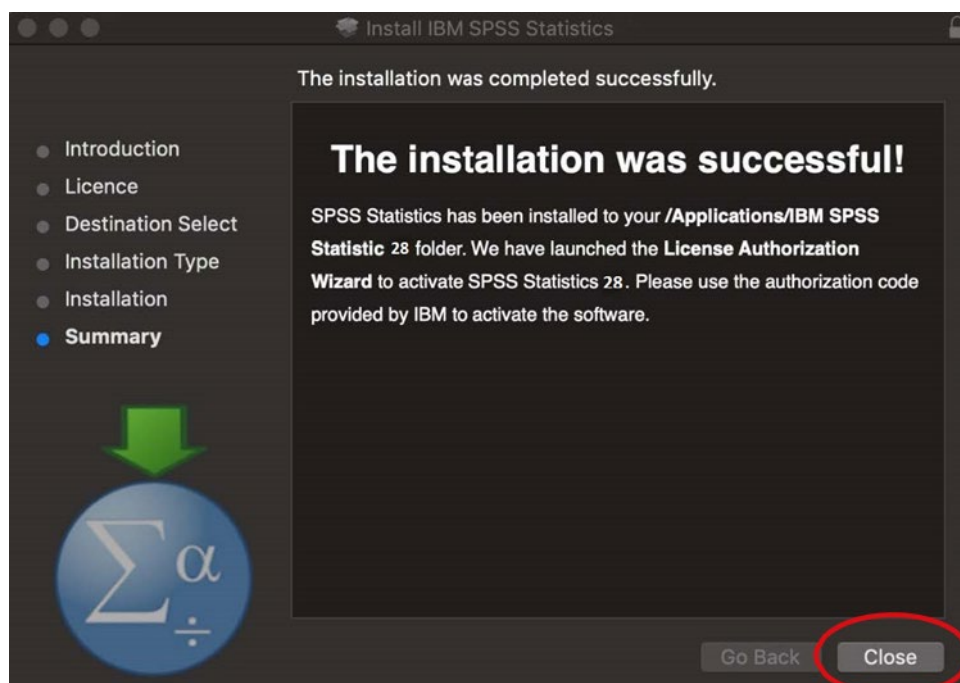 Install IBM SPSS Statistics
The installation was completed successfully.
Introduction
Licence
Destination Select
Installation Type
Installation
Summary
The installation was successful!
SPSS Statistics has been installed to your /Applications/IBM SPSS
Statistic 28 folder. We have launched the License Authorization
Wizard to activate SPSS Statistics 28. Please use the authorization code
provided by IBM to activate the software.
Σα
÷
Go Back
Close